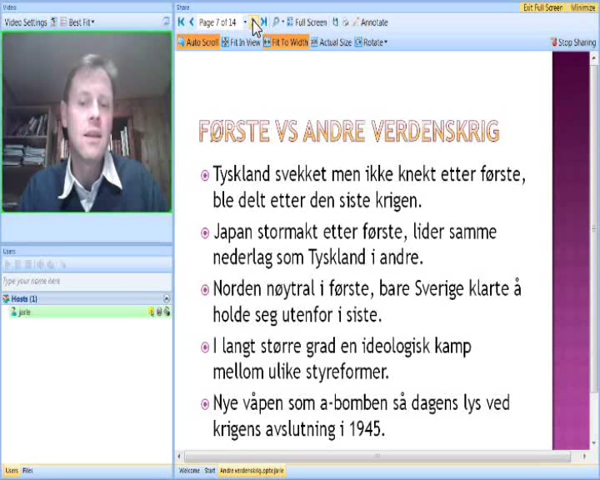 Video
Share
Exit Full Screen Minimize
Video Settings Best Fit
Page 7 of 14 Full Screen Annotate
Auto Scroll Fit In View Fit To Width Actual Size Rotate Stop Sharing
FØRSTE VS ANDRE VERDENSKRIG
Tyskland svekket men ikke knekt etter første,
ble delt etter den siste krigen.
Japan stormakt etter første, lider samme
nederlag som Tyskland i andre.
Norden nøytral i første, bare Sverige klarte å
holde seg utenfor i siste.
I langt større grad en ideologisk kamp
mellom ulike styreformer.
Nye våpen som a-bomben så dagens lys ved
krigens avslutning i 1945.
Users
Type your name here
Hosts (1)
jarle
Users Files
Welcome Start Andre verdenskrig.pptx:jarle